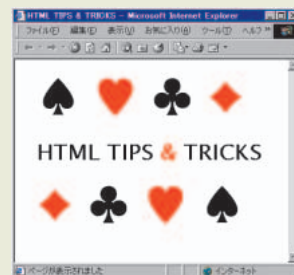 HTML TIPS & TRICKS - Microsoft Internet Explorer
ファイル(F) 編集(E) 表示(V) お気に入り(A) ツール(T) ヘルプ »
HTML TIPS & TRICKS
ページが表示されました インターネット